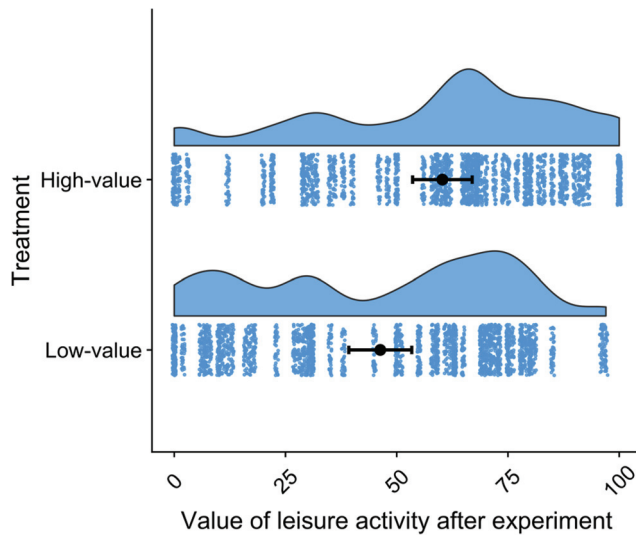 Treatment
High-value
Low-value
0
25
50
75
100
Value of leisure activity after experiment